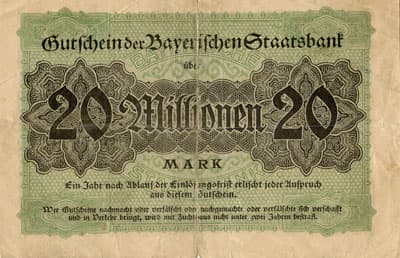 Gutschein der Bayerischen Staatsbank
über
20 Millionen 20
MARK
Ein Jahr nach Ablauf der Einlösungsfrist erlischt jeder Anspruch
aus diesem Gutschein.
Wer Gutscheine nachmacht oder verfälscht oder nachgemachte oder verfälschte sich verschafft
und in Verkehr bringt, wird mit Zuchthaus nicht unter zwei Jahren bestraft.